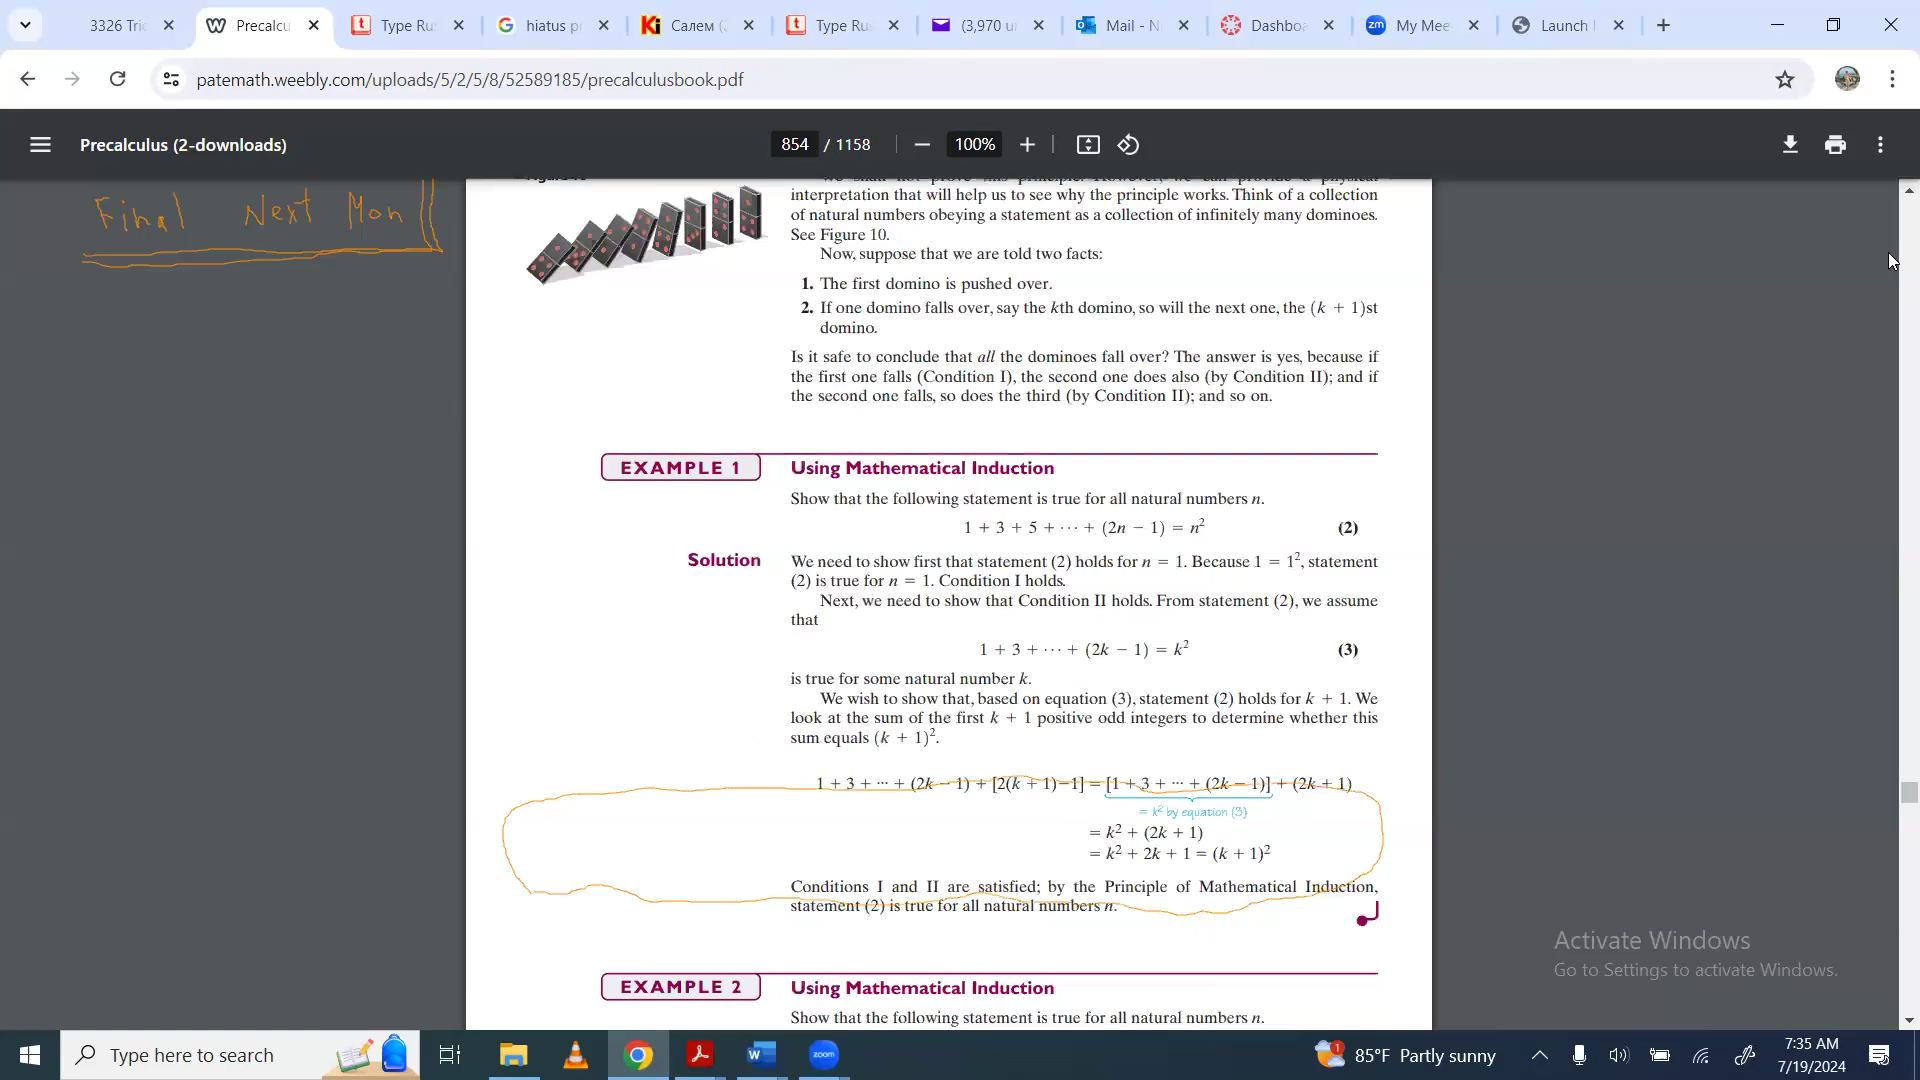 3326 Tri
Precalcu
Type Ru
hiatus p
Салем (
Type Ru
(3,970 u
Mail - N
Dashboa
zm
My Mee
Launch
patemath.weebly.com/uploads/5/2/5/8/52589185/precalculusbook.pdf
Precalculus (2-downloads)
854 / 1158
100%
Final Next Mon
interpretation that will help us to see why the principle works. Think of a collection
of natural numbers obeying a statement as a collection of infinitely many dominoes.
See Figure 10.
Now, suppose that we are told two facts:
1. The first domino is pushed over.
2. If one domino falls over, say the kth domino, so will the next one, the (k + 1)st
domino.
Is it safe to conclude that all the dominoes fall over? The answer is yes, because if
the first one falls (Condition I), the second one does also (by Condition II); and if
the second one falls, so does the third (by Condition II); and so on.
EXAMPLE 1 Using Mathematical Induction
Show that the following statement is true for all natural numbers n.
1 + 3 + 5 + ··· + (2n − 1) = n² (2)
Solution We need to show first that statement (2) holds for n = 1. Because 1 = 1², statement
(2) is true for n = 1. Condition I holds.
Next, we need to show that Condition II holds. From statement (2), we assume
that
1 + 3 + ··· + (2k − 1) = k² (3)
is true for some natural number k.
We wish to show that, based on equation (3), statement (2) holds for k + 1. We
look at the sum of the first k + 1 positive odd integers to determine whether this
sum equals (k + 1)².
1 + 3 + ··· + (2k − 1) + [2(k + 1)−1] = [1 + 3 + ··· + (2k − 1)] + (2k + 1)
= k² by equation (3)
= k² + (2k + 1)
= k² + 2k + 1 = (k + 1)²
Conditions I and II are satisfied; by the Principle of Mathematical Induction,
statement (2) is true for all natural numbers n.
Activate Windows
Go to Settings to activate Windows.
EXAMPLE 2 Using Mathematical Induction
Show that the following statement is true for all natural numbers n.
Type here to search
zoom
85°F Partly sunny
7:35 AM
7/19/2024